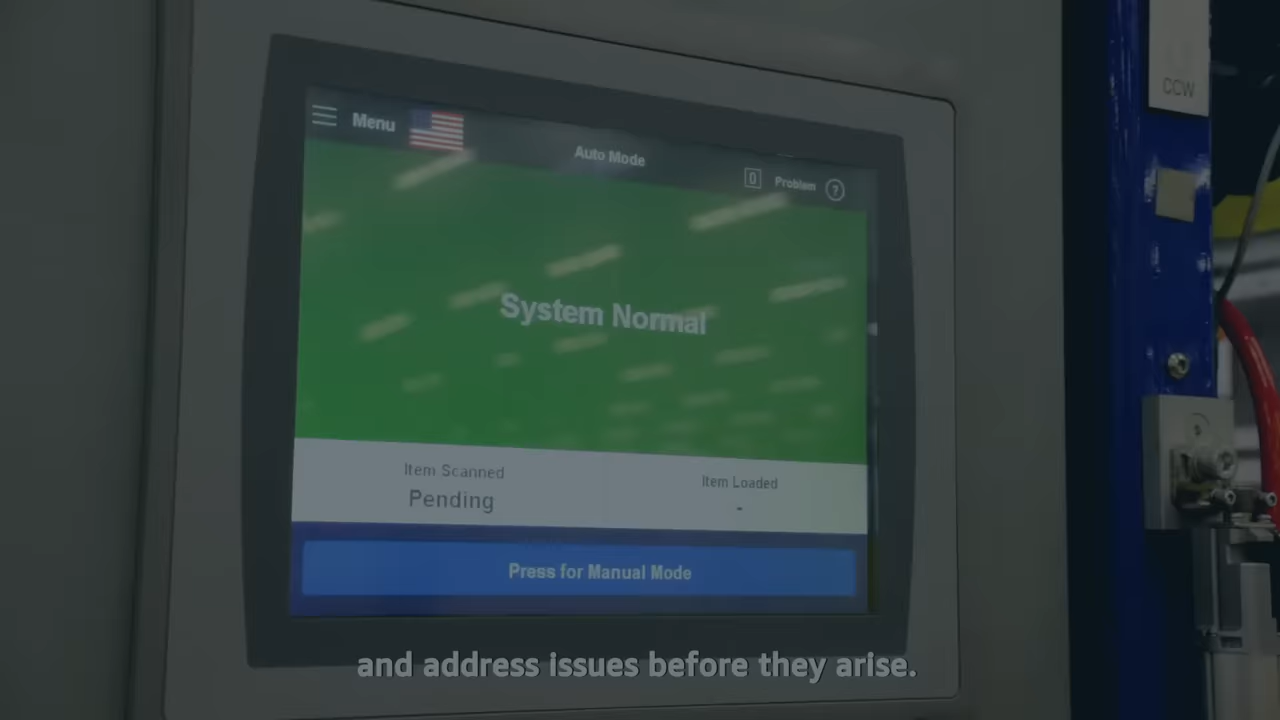 Menu
Auto Mode
0 Problem ?
System Normal
Item Scanned
Pending
Item Loaded
-
Press for Manual Mode
CCW
and address issues before they arise.